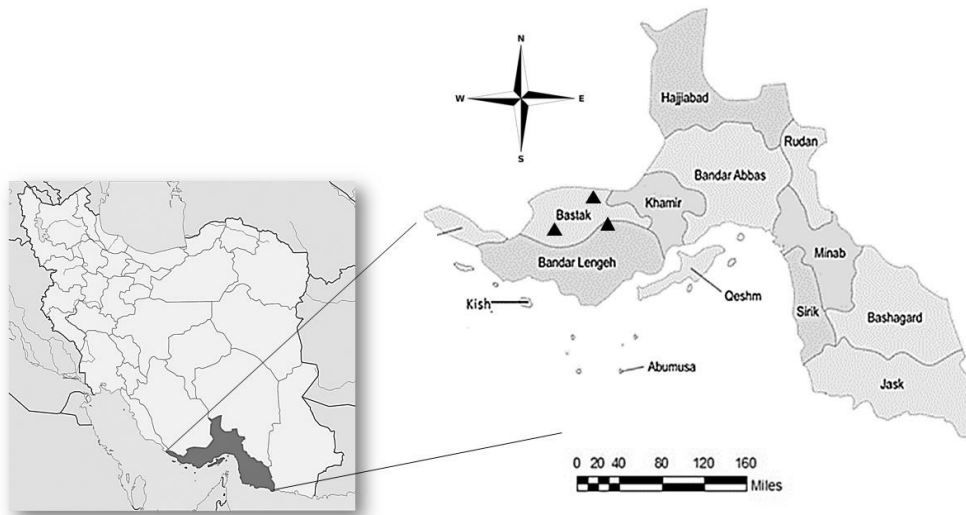 N
W
E
S
Hajjiabad
Rudan
Bandar Abbas
Khamir
Bastak
Minab
Bandar Lengeh
Qeshm
Kish
Sirik
Bashagard
Abumusa
Jask
0 20 40 80 120 160
Miles